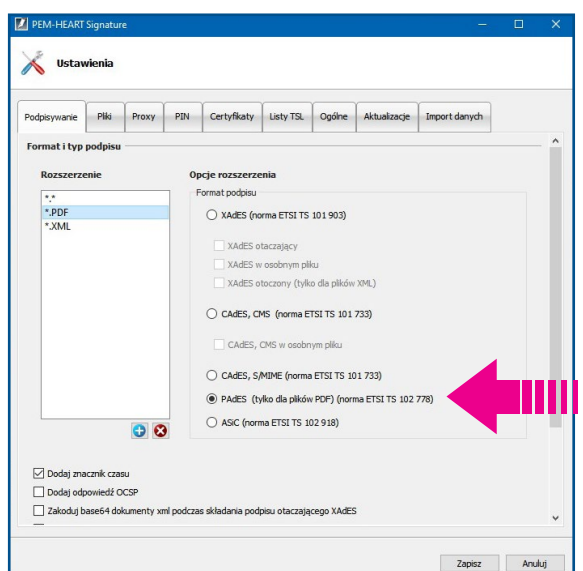 PEM-HEART Signature
Ustawienia
Podpisywanie Pliki Proxy PIN Certyfikaty Listy TSL Ogólne Aktualizacje Import danych
Format i typ podpisu
Rozszerzenie Opcje rozszerzenia
*.*
*.PDF
*.XML
Format podpisu
XAdES (norma ETSI TS 101 903)
XAdES otaczający
XAdES w osobnym pliku
XAdES otoczony (tylko dla plików XML)
CAdES, CMS (norma ETSI TS 101 733)
CAdES, CMS w osobnym pliku
CAdES, S/MIME (norma ETSI TS 101 733)
PAdES (tylko dla plików PDF) (norma ETSI TS 102 778)
ASiC (norma ETSI TS 102 918)
Dodaj znacznik czasu
Dodaj odpowiedź OCSP
Zakoduj base64 dokumenty xml podczas składania podpisu otaczającego XAdES
Zapisz Anuluj